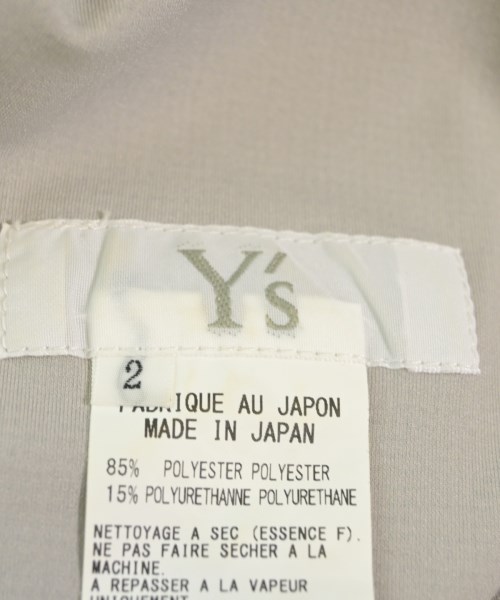 Y's
2
FABRIQUE AU JAPON
MADE IN JAPAN
85% POLYESTER POLYESTER
15% POLYURETHANNE POLYURETHANE
NETTOYAGE A SEC (ESSENCE F).
NE PAS FAIRE SECHER A LA
MACHINE.
A REPASSER A LA VAPEUR
UNIQUEMENT